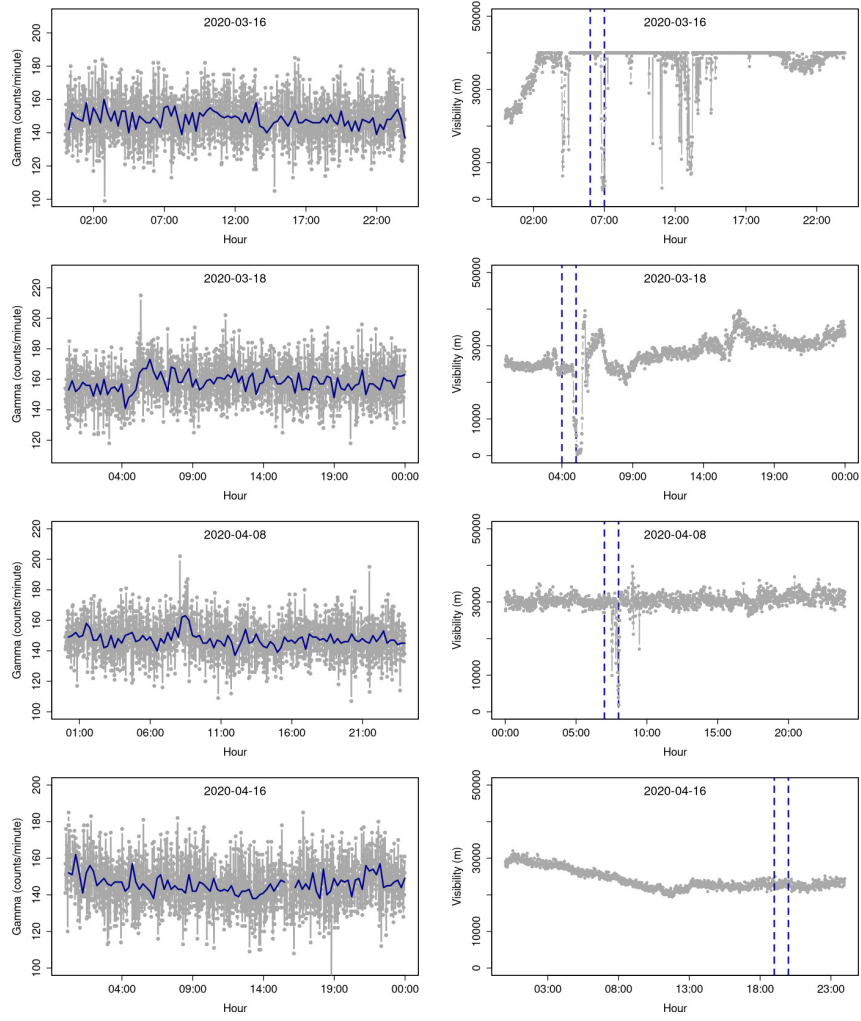 2020-03-16
Gamma (counts/minute)
200
180
160
140
120
100
02:00 07:00 12:00 17:00 22:00
Hour
2020-03-16
Visibility (m)
50000
30000
10000
0
02:00 07:00 12:00 17:00 22:00
Hour
2020-03-18
Gamma (counts/minute)
220
200
180
160
140
120
04:00 09:00 14:00 19:00 00:00
Hour
2020-03-18
Visibility (m)
50000
30000
10000
0
04:00 09:00 14:00 19:00 00:00
Hour
2020-04-08
Gamma (counts/minute)
220
200
180
160
140
120
100
01:00 06:00 11:00 16:00 21:00
Hour
2020-04-08
Visibility (m)
50000
30000
10000
0
00:00 05:00 10:00 15:00 20:00
Hour
2020-04-16
Gamma (counts/minute)
200
180
160
140
120
100
04:00 09:00 14:00 19:00 00:00
Hour
2020-04-16
Visibility (m)
50000
30000
10000
0
03:00 08:00 13:00 18:00 23:00
Hour